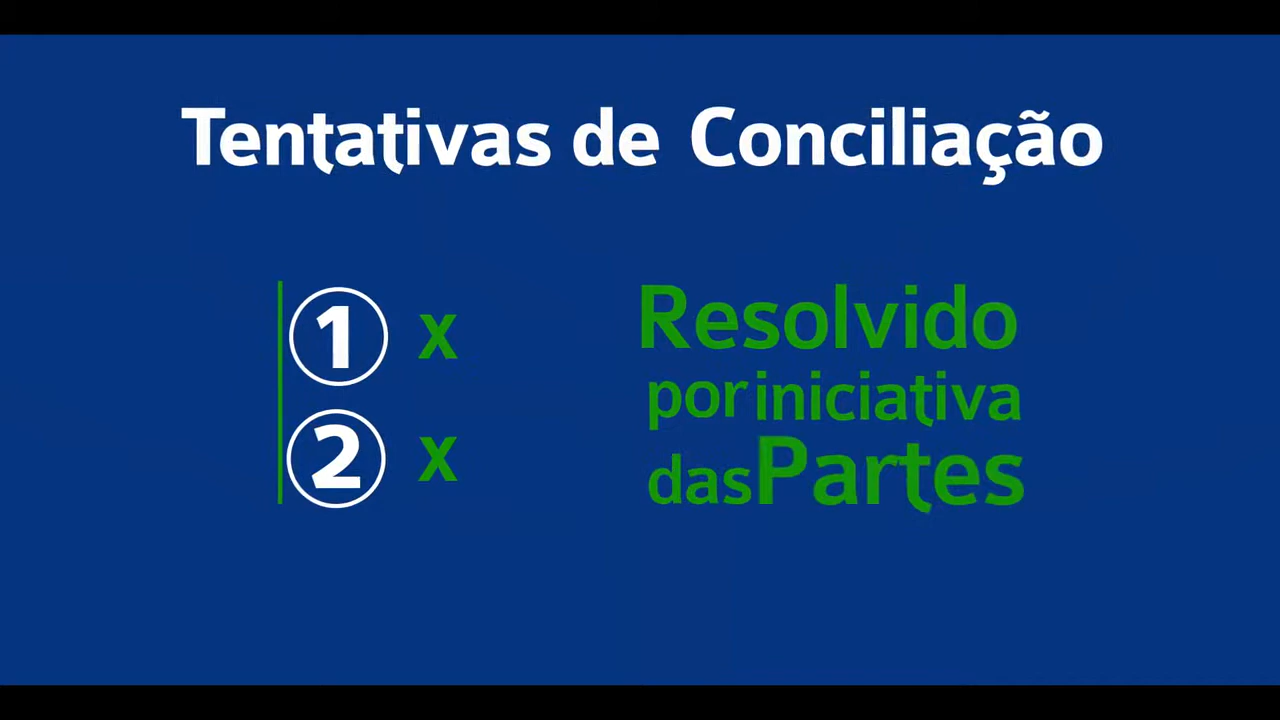 Tentativas de Conciliação
1 x
2 x
Resolvido
por iniciativa
das Partes